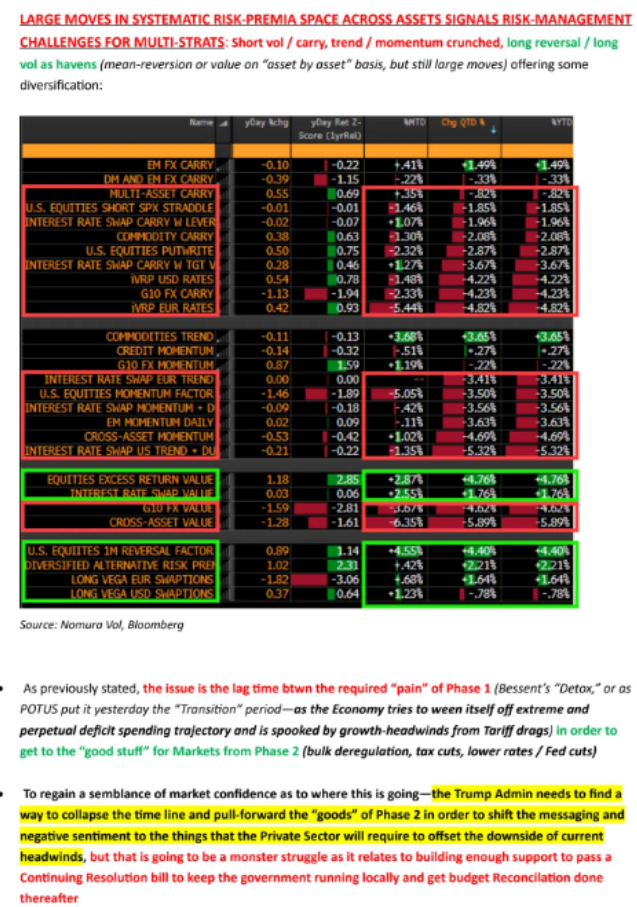 LARGE MOVES IN SYSTEMATIC RISK-PREMIA SPACE ACROSS ASSETS SIGNALS RISK-MANAGEMENT
CHALLENGES FOR MULTI-STRATS: Short vol / carry, trend / momentum crunched, long reversal / long
vol as havens (mean-reversion or value on "asset by asset" basis, but still large moves) offering some
diversification:
Name yDay %chg yDay Ret Z-Score (1yrRel) %MTD Chg QTD % %YTD
EM FX CARRY -0.10 -0.22 +.41% +1.49% +1.49%
DM AND EM FX CARRY -0.39 -1.15 -.22% -.33% -.33%
MULTI-ASSET CARRY 0.55 0.69 +.35% -.82% -.82%
U.S. EQUITIES SHORT SPX STRADDLE -0.01 -0.01 -1.46% -1.85% -1.85%
INTEREST RATE SWAP CARRY W LEVER -0.02 -0.07 +1.07% -1.96% -1.96%
COMMODITY CARRY 0.38 0.63 -1.30% -2.08% -2.08%
U.S. EQUITIES PUTWRITE 0.50 0.75 -2.32% -2.87% -2.87%
INTEREST RATE SWAP CARRY W TGT V 0.28 0.46 +1.27% -3.67% -3.67%
iVRP USD RATES 0.54 0.78 -1.48% -4.22% -4.22%
G10 FX CARRY -1.13 -1.94 -2.33% -4.23% -4.23%
iVRP EUR RATES 0.42 0.93 -5.44% -4.82% -4.82%
COMMODITIES TREND -0.11 -0.13 +3.68% +3.65% +3.65%
CREDIT MOMENTUM -0.14 -0.32 -.51% +.27% +.27%
G10 FX MOMENTUM 0.87 1.59 +1.19% -.22% -.22%
INTEREST RATE SWAP EUR TREND 0.00 0.00 -- -3.41% -3.41%
U.S. EQUITIES MOMENTUM FACTOR -1.46 -1.89 -5.05% -3.50% -3.50%
INTEREST RATE SWAP MOMENTUM + D -0.09 -0.18 -.42% -3.56% -3.56%
EM MOMENTUM DAILY 0.02 0.09 -.11% -3.63% -3.63%
CROSS-ASSET MOMENTUM -0.53 -0.42 +1.02% -4.69% -4.69%
INTEREST RATE SWAP US TREND + DU -0.21 -0.22 -1.35% -5.32% -5.32%
EQUITIES EXCESS RETURN VALUE 1.18 2.85 +2.87% +4.76% +4.76%
INTEREST RATE SWAP VALUE 0.03 0.06 +2.55% +1.76% +1.76%
G10 FX VALUE -1.59 -2.81 -3.67% -4.62% -4.62%
CROSS-ASSET VALUE -1.28 -1.61 -6.35% -5.89% -5.89%
U.S. EQUIITES 1M REVERSAL FACTOR 0.89 1.14 +4.55% +4.40% +4.40%
DIVERSIFIED ALTERNATIVE RISK PREM 1.02 2.31 +.42% +2.21% +2.21%
LONG VEGA EUR SWAPTIONS -1.82 -3.06 +.68% +1.64% +1.64%
LONG VEGA USD SWAPTIONS 0.37 0.64 +1.23% -.78% -.78%
Source: Nomura Vol, Bloomberg
• As previously stated, the issue is the lag time btwn the required "pain" of Phase 1 (Bessent's "Detox," or as
POTUS put it yesterday the "Transition" period—as the Economy tries to ween itself off extreme and
perpetual deficit spending trajectory and is spooked by growth-headwinds from Tariff drags) in order to
get to the "good stuff" for Markets from Phase 2 (bulk deregulation, tax cuts, lower rates / Fed cuts)
• To regain a semblance of market confidence as to where this is going—the Trump Admin needs to find a
way to collapse the time line and pull-forward the "goods" of Phase 2 in order to shift the messaging and
negative sentiment to the things that the Private Sector will require to offset the downside of current
headwinds, but that is going to be a monster struggle as it relates to building enough support to pass a
Continuing Resolution bill to keep the government running locally and get budget Reconcilation done
thereafter